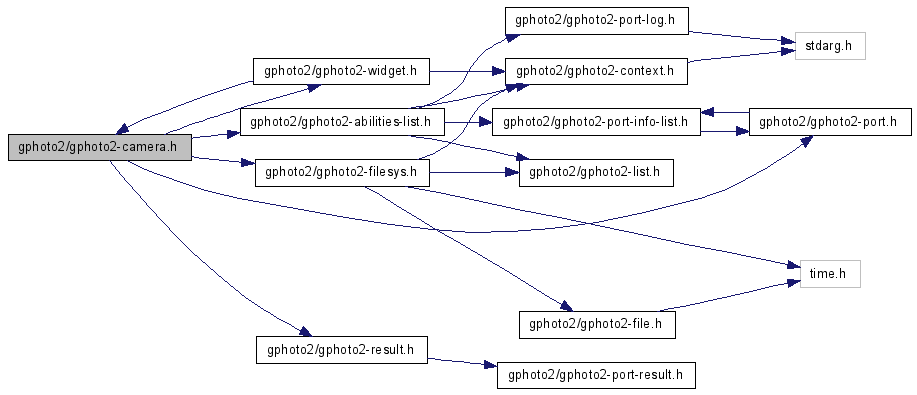 gphoto2/gphoto2-port-log.h
stdarg.h
gphoto2/gphoto2-widget.h
gphoto2/gphoto2-context.h
gphoto2/gphoto2-abilities-list.h
gphoto2/gphoto2-port-info-list.h
gphoto2/gphoto2-port.h
gphoto2/gphoto2-camera.h
gphoto2/gphoto2-filesys.h
gphoto2/gphoto2-list.h
time.h
gphoto2/gphoto2-file.h
gphoto2/gphoto2-result.h
gphoto2/gphoto2-port-result.h